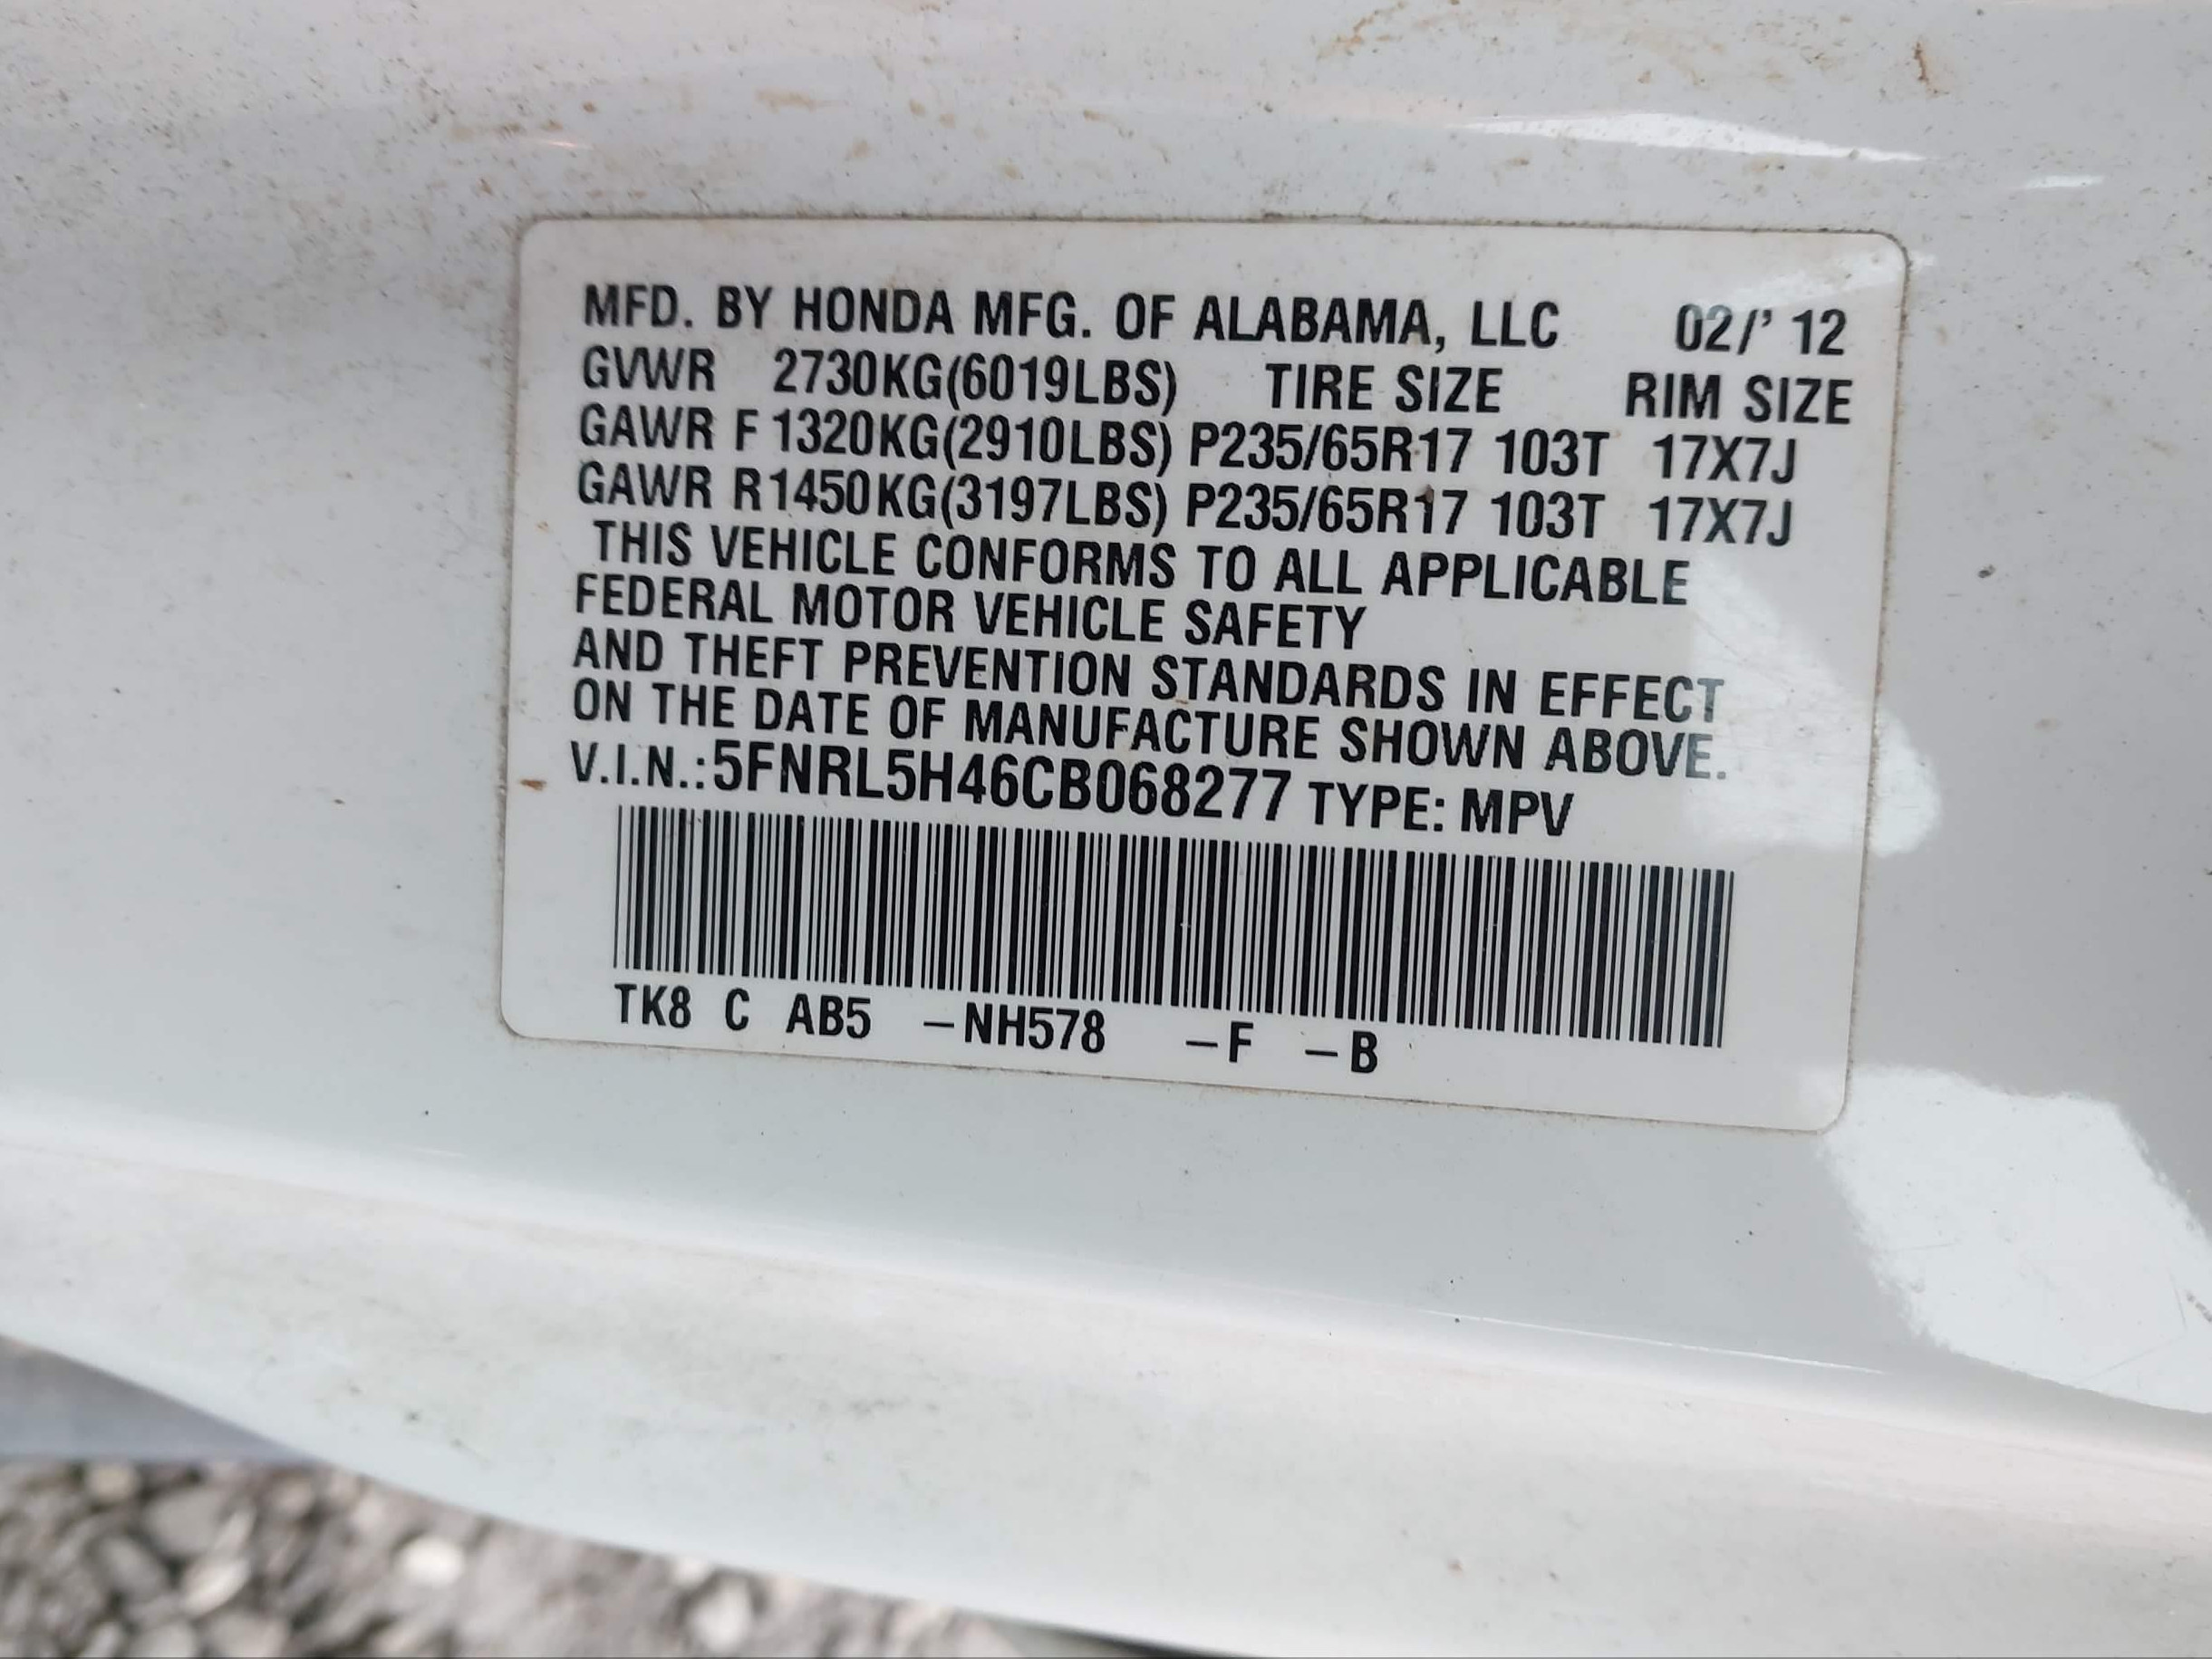 MFD. BY HONDA MFG. OF ALABAMA, LLC 02/' 12
GVWR 2730KG(6019LBS) TIRE SIZE RIM SIZE
GAWR F 1320KG(2910LBS) P235/65R17 103T 17X7J
GAWR R1450KG(3197LBS) P235/65R17 103T 17X7J
THIS VEHICLE CONFORMS TO ALL APPLICABLE
FEDERAL MOTOR VEHICLE SAFETY
AND THEFT PREVENTION STANDARDS IN EFFECT
ON THE DATE OF MANUFACTURE SHOWN ABOVE.
V.I.N.:5FNRL5H46CB068277 TYPE: MPV
TK8 C AB5 –NH578 –F –B